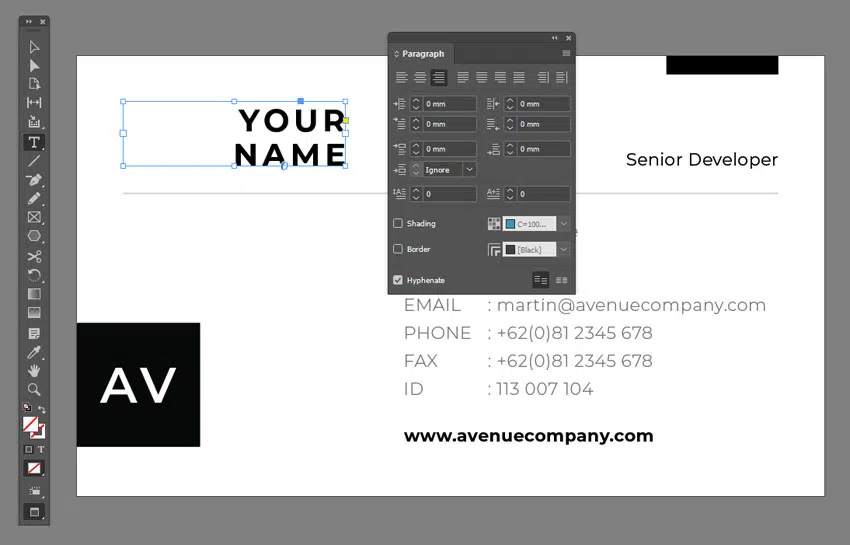 Paragraph
YOUR
NAME
0 mm
0 mm
0 mm
0 mm
0 mm
0 mm
Ignore
0
0
Senior Developer
Shading
C=100...
Border
[Black]
Hyphenate
EMAIL : martin@avenuecompany.com
PHONE : +62(0)81 2345 678
FAX : +62(0)81 2345 678
ID : 113 007 104
AV
www.avenuecompany.com